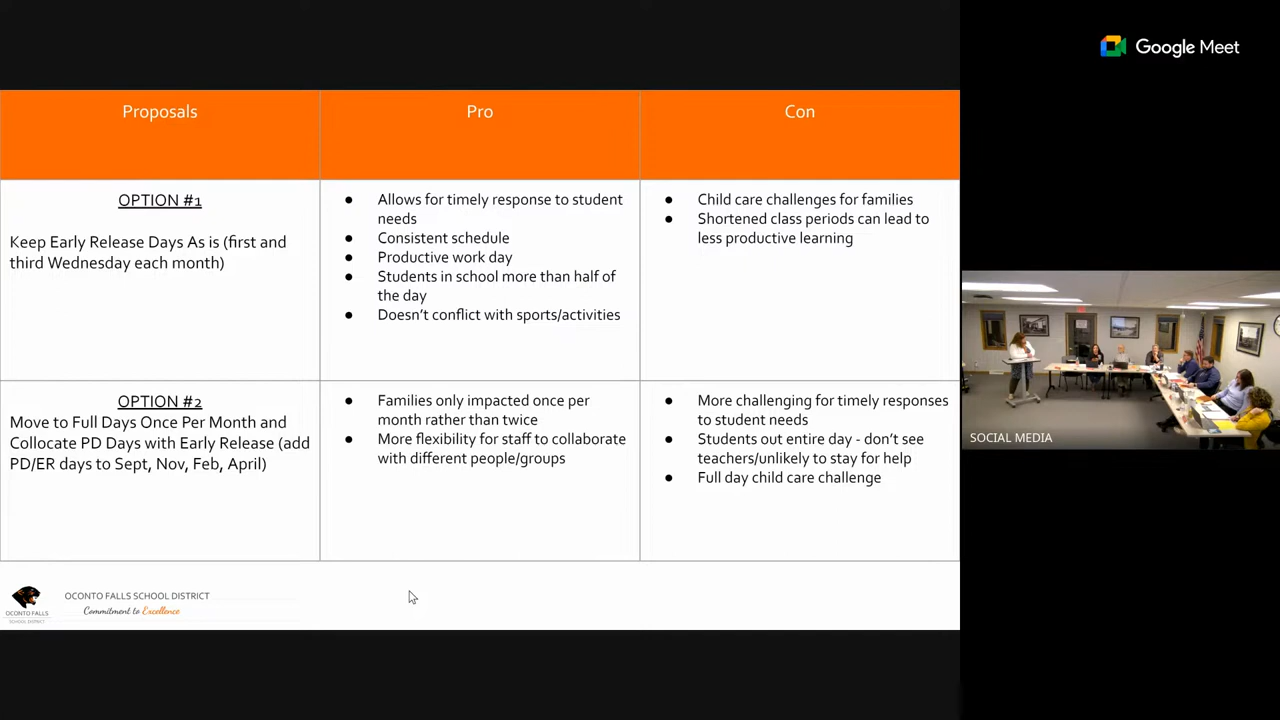 Google Meet
Proposals
Pro
Con
OPTION #1
Keep Early Release Days As is (first and
third Wednesday each month)
● Allows for timely response to student
needs
● Consistent schedule
● Productive work day
● Students in school more than half of
the day
● Doesn't conflict with sports/activities
● Child care challenges for families
● Shortened class periods can lead to
less productive learning
OPTION #2
Move to Full Days Once Per Month and
Collocate PD Days with Early Release (add
PD/ER days to Sept, Nov, Feb, April)
● Families only impacted once per
month rather than twice
● More flexibility for staff to collaborate
with different people/groups
● More challenging for timely responses
to student needs
● Students out entire day - don't see
teachers/unlikely to stay for help
● Full day child care challenge
SOCIAL MEDIA
OCONTO FALLS
SCHOOL DISTRICT
OCONTO FALLS SCHOOL DISTRICT
Commitment to Excellence